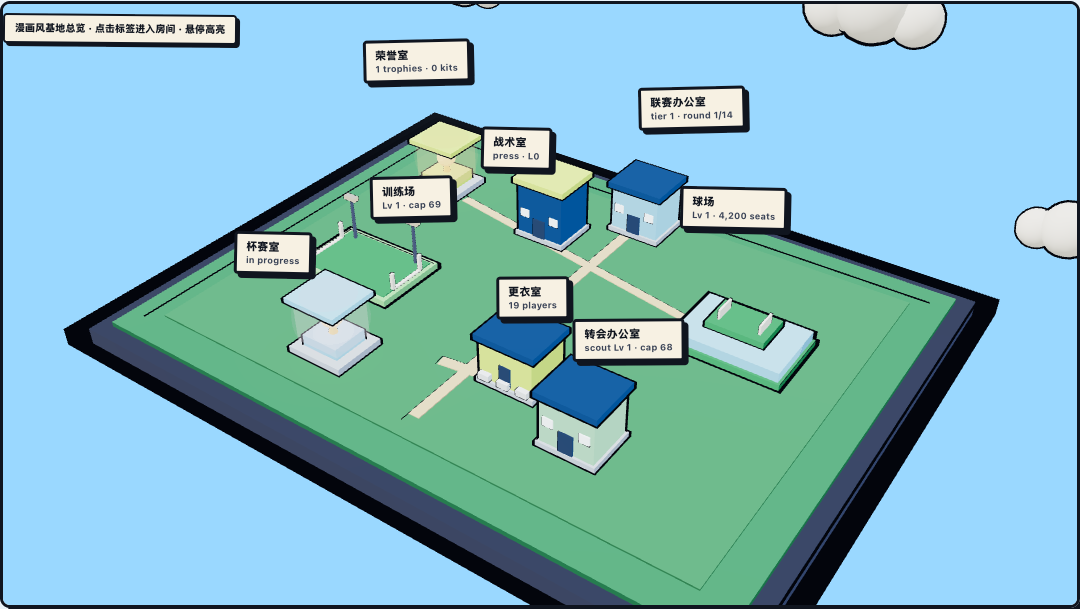 漫画风基地总览 · 点击标签进入房间 · 悬停高亮
荣誉室
1 trophies · 0 kits
联赛办公室
tier 1 · round 1/14
战术室
press · L0
训练场
Lv 1 · cap 69
球场
Lv 1 · 4,200 seats
杯赛室
in progress
更衣室
19 players
转会办公室
scout Lv 1 · cap 68